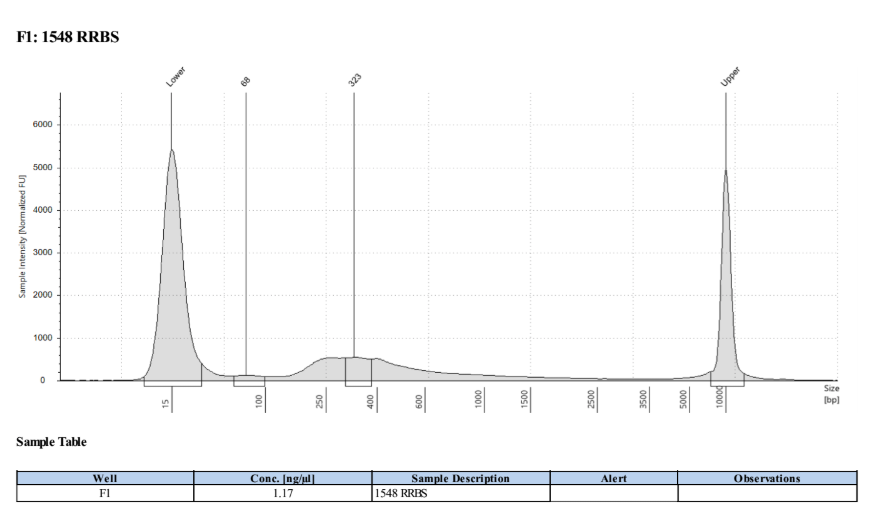 F1: 1548 RRBS
Lower
68
323
Upper
6000
5000
4000
3000
2000
1000
0
Sample Intensity [Normalized FU]
15
100
250
400
600
1000
1500
2500
3500
5000
10000
Size
[bp]
Sample Table
Well Conc. [ng/µl] Sample Description Alert Observations
F1 1.17 1548 RRBS